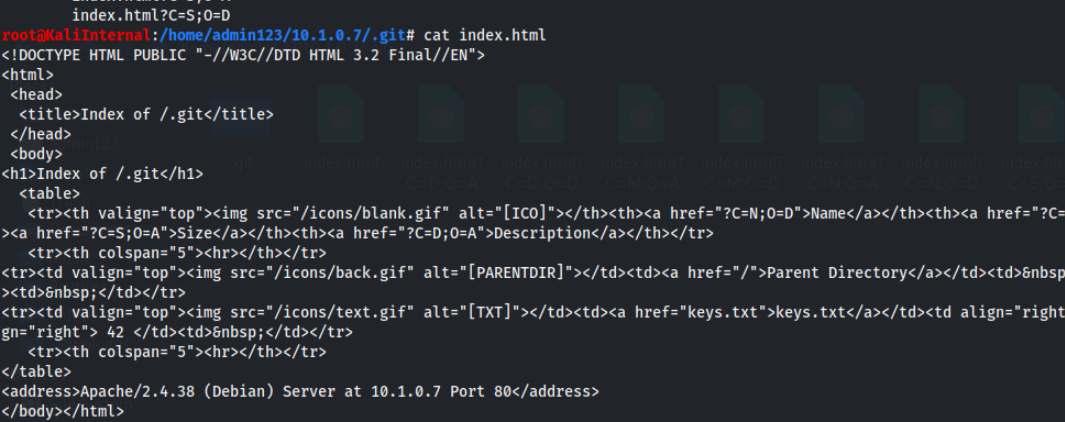 index.html?C=S;O=D
root@KaliInternal:/home/admin123/10.1.0.7/.git# cat index.html
<!DOCTYPE HTML PUBLIC "-//W3C//DTD HTML 3.2 Final//EN">
<html>
 <head>
  <title>Index of /.git</title>
 </head>
 <body>
<h1>Index of /.git</h1>
  <table>
   <tr><th valign="top"><img src="/icons/blank.gif" alt="[ICO]"></th><th><a href="?C=N;O=D">Name</a></th><th><a href="?C=
><a href="?C=S;O=A">Size</a></th><th><a href="?C=D;O=A">Description</a></th></tr>
   <tr><th colspan="5"><hr></th></tr>
<tr><td valign="top"><img src="/icons/back.gif" alt="[PARENTDIR]"></td><td><a href="/">Parent Directory</a></td><td>&nbsp
><td>&nbsp;</td></tr>
<tr><td valign="top"><img src="/icons/text.gif" alt="[TXT]"></td><td><a href="keys.txt">keys.txt</a></td><td align="right
gn="right"> 42 </td><td>&nbsp;</td></tr>
   <tr><th colspan="5"><hr></th></tr>
</table>
<address>Apache/2.4.38 (Debian) Server at 10.1.0.7 Port 80</address>
</body></html>